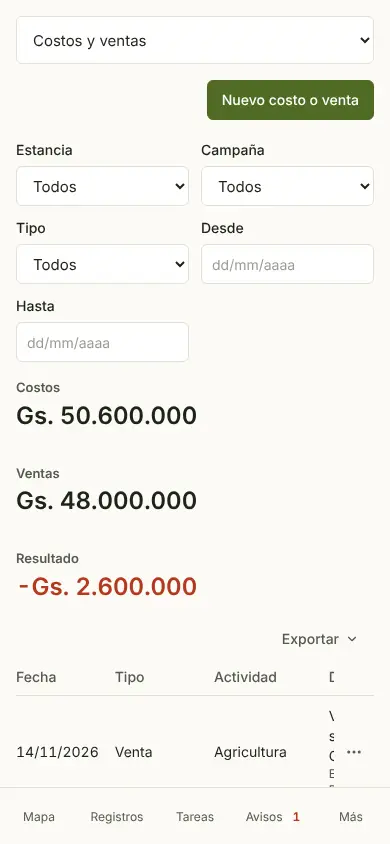 Costos y ventas
Nuevo costo o venta
Estancia Campaña
Todos Todos
Tipo Desde
Todos dd/mm/aaaa
Hasta
dd/mm/aaaa
Costos
Gs. 50.600.000
Ventas
Gs. 48.000.000
Resultado
-Gs. 2.600.000
Exportar
Fecha Tipo Actividad
14/11/2026 Venta Agricultura ...
Mapa Registros Tareas Avisos 1 Más